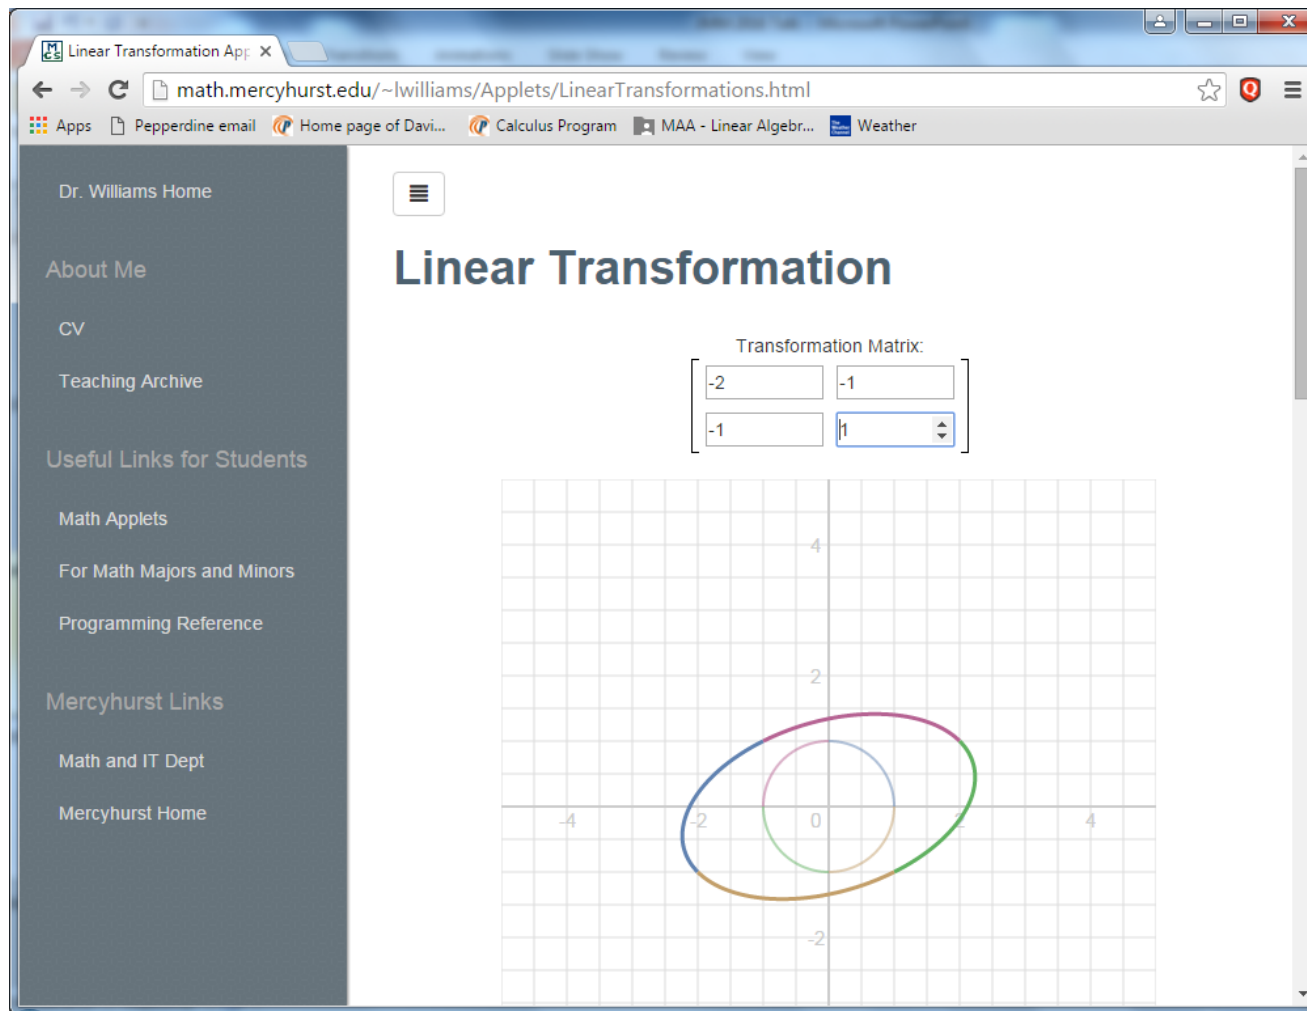 Linear Transformation App
math.mercyhurst.edu/~lwilliams/Applets/LinearTransformations.html
Apps Pepperdine email Home page of Davi... Calculus Program MAA - Linear Algebr... Weather
Dr. Williams Home
About Me
CV
Teaching Archive
Useful Links for Students
Math Applets
For Math Majors and Minors
Programming Reference
Mercyhurst Links
Math and IT Dept
Mercyhurst Home
Linear Transformation
Transformation Matrix:
-2 -1
-1 1
4
2
-4 -2 0 2 4
-2